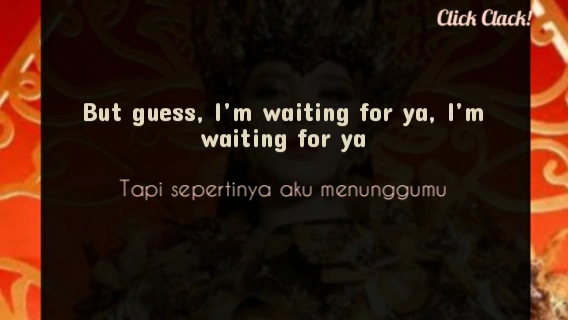 Click Clack!
But guess, I'm waiting for ya, I'm
waiting for ya
Tapi sepertinya aku menunggumu